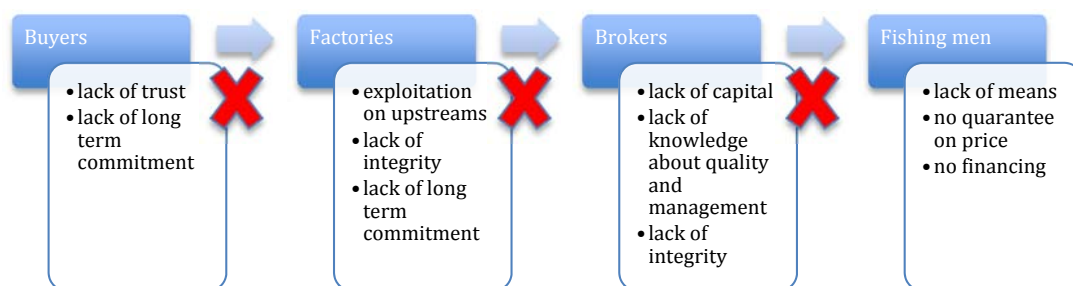 Buyers
• lack of trust
• lack of long
term
commitment
Factories
• exploitation
on upstreams
• lack of
integrity
• lack of long
term
commitment
Brokers
• lack of capital
• lack of
knowledge
about quality
and
management
• lack of
integrity
Fishing men
• lack of means
• no quarantee
on price
• no financing